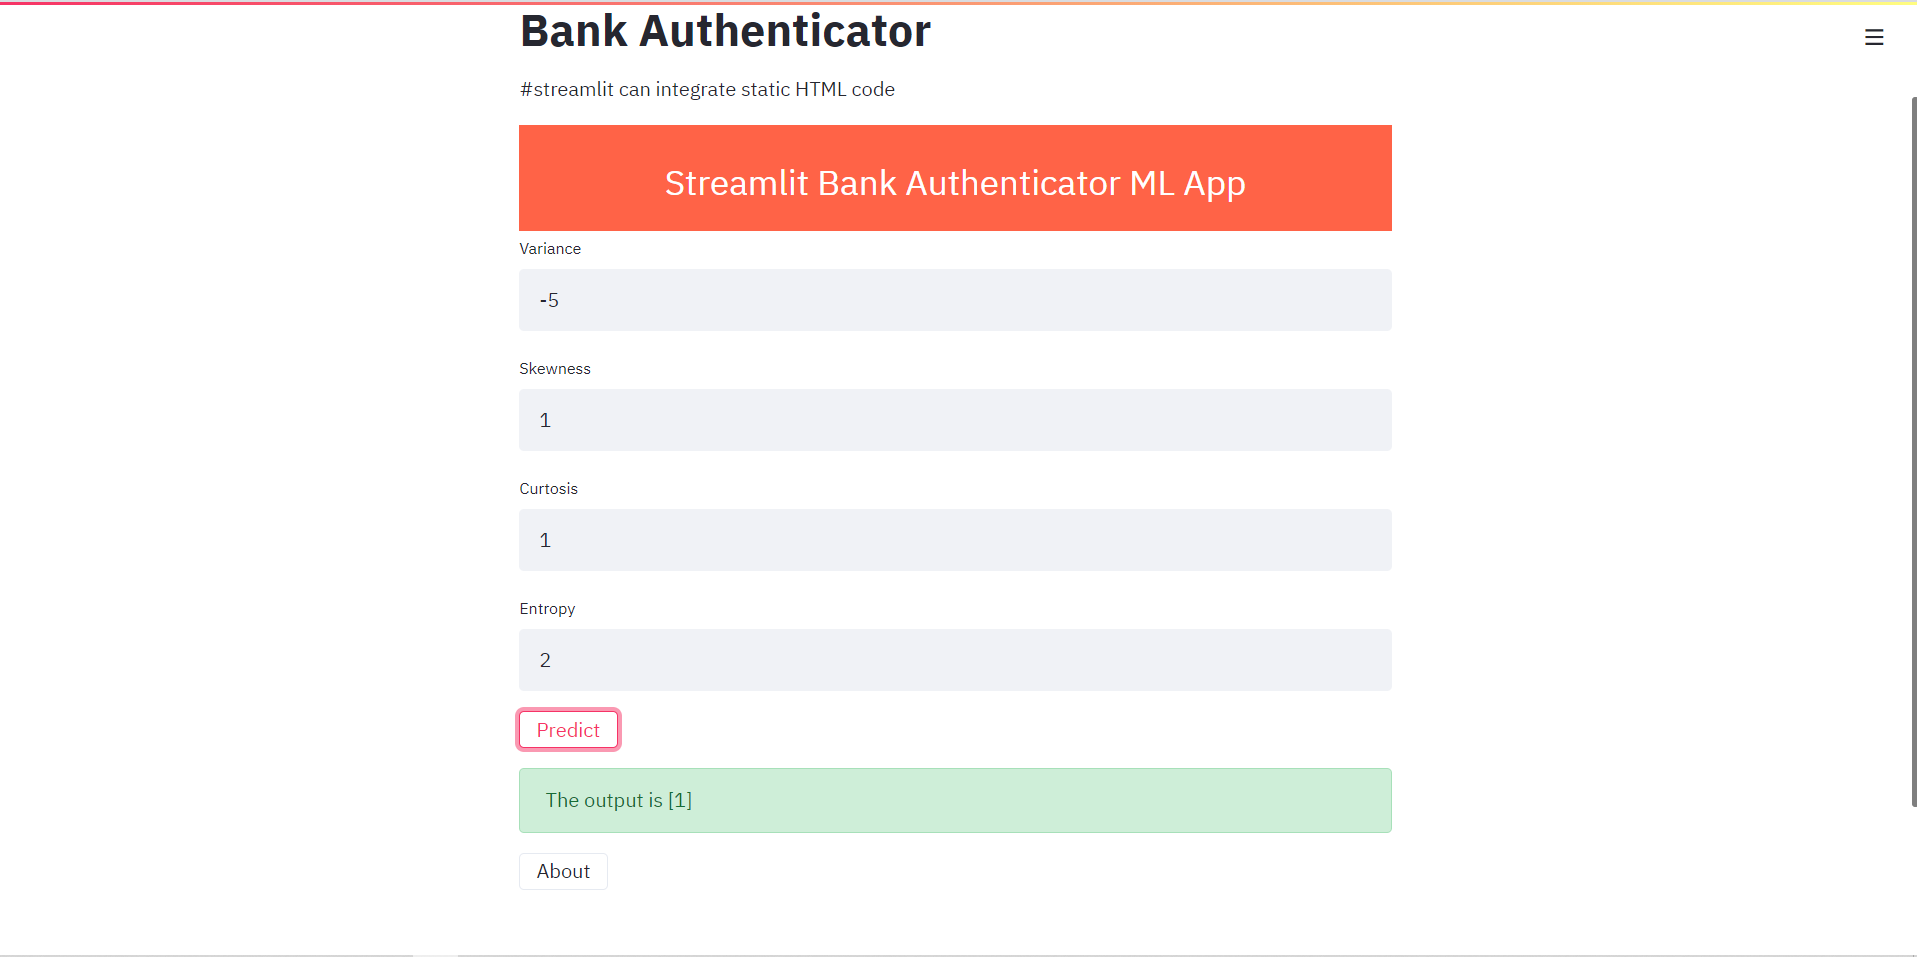 Bank Authenticator
#streamlit can integrate static HTML code
Streamlit Bank Authenticator ML App
Variance
-5
Skewness
1
Curtosis
1
Entropy
2
Predict
The output is [1]
About